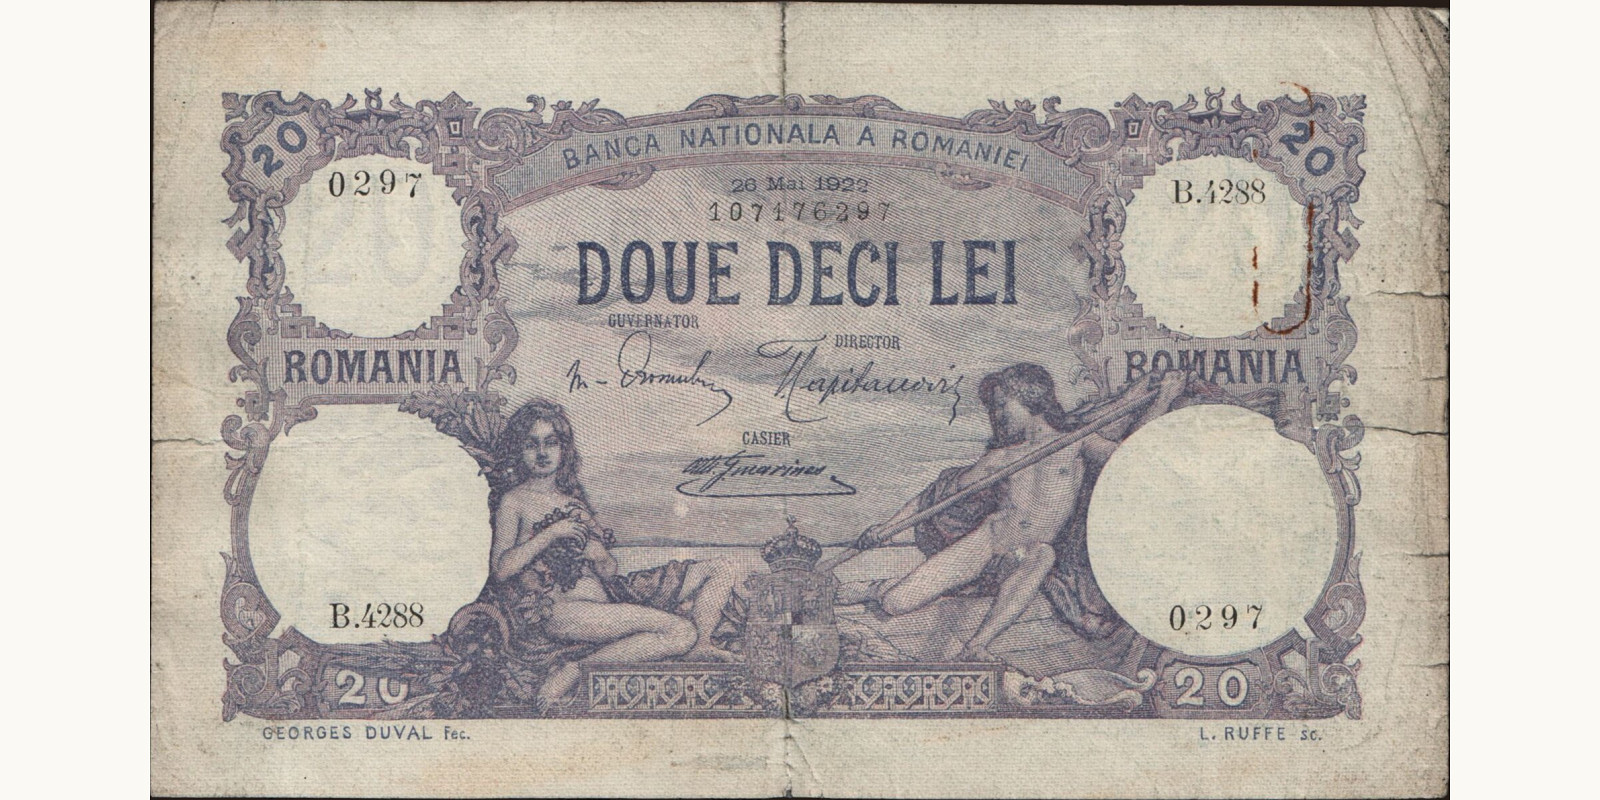 20
BANCA NATIONALA A ROMANIEI
20
0297
26 Mai 1922
B.4288
107176297
DOUE DECI LEI
GUVERNATOR
DIRECTOR
ROMANIA
ROMANIA
CASIER
B.4288
0297
20
20
GEORGES DUVAL Fec.
L. RUFFE sc.